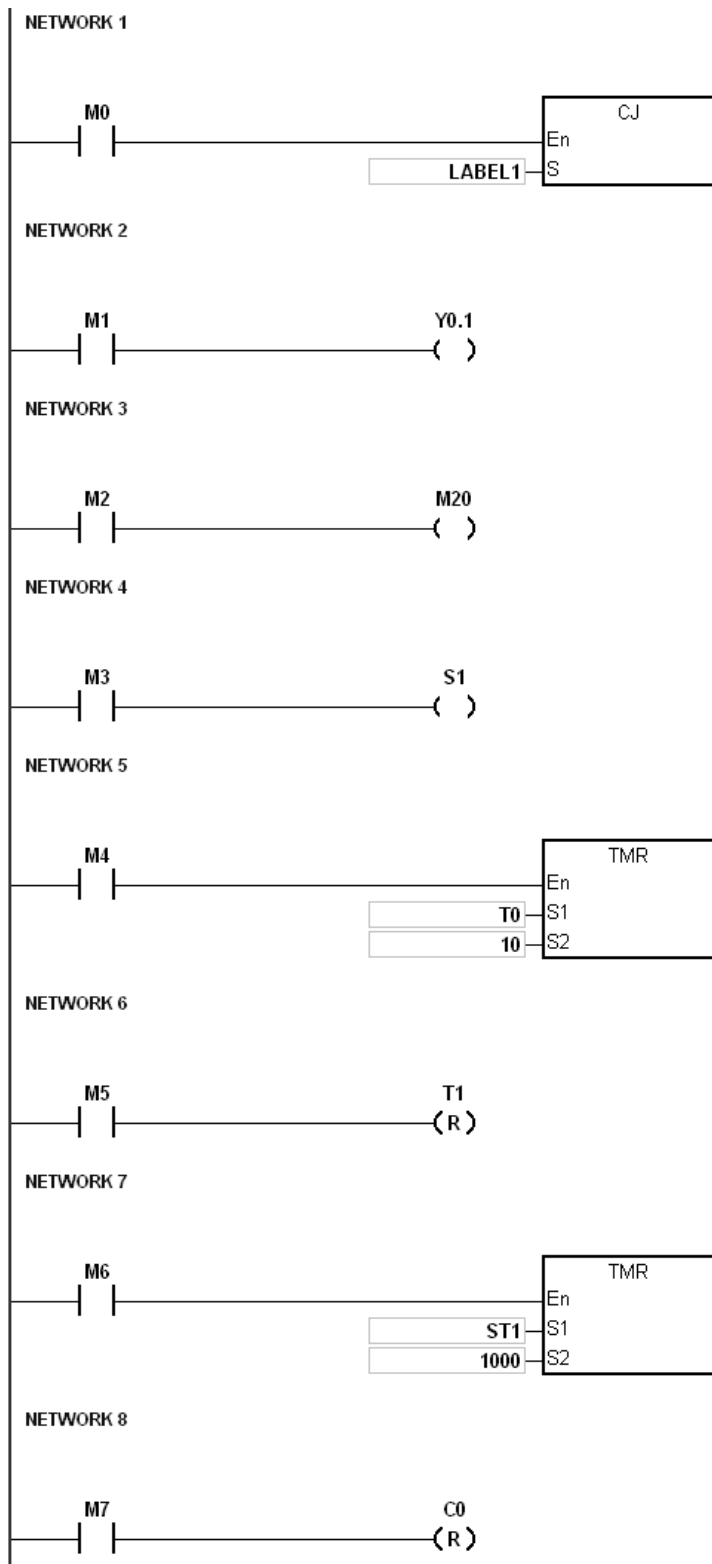 NETWORK 1
M0
CJ
En
LABEL1 S
NETWORK 2
M1 Y0.1
( )
NETWORK 3
M2 M20
( )
NETWORK 4
M3 S1
( )
NETWORK 5
M4
TMR
En
T0 S1
10 S2
NETWORK 6
M5 T1
( R )
NETWORK 7
M6
TMR
En
ST1 S1
1000 S2
NETWORK 8
M7 C0
( R )